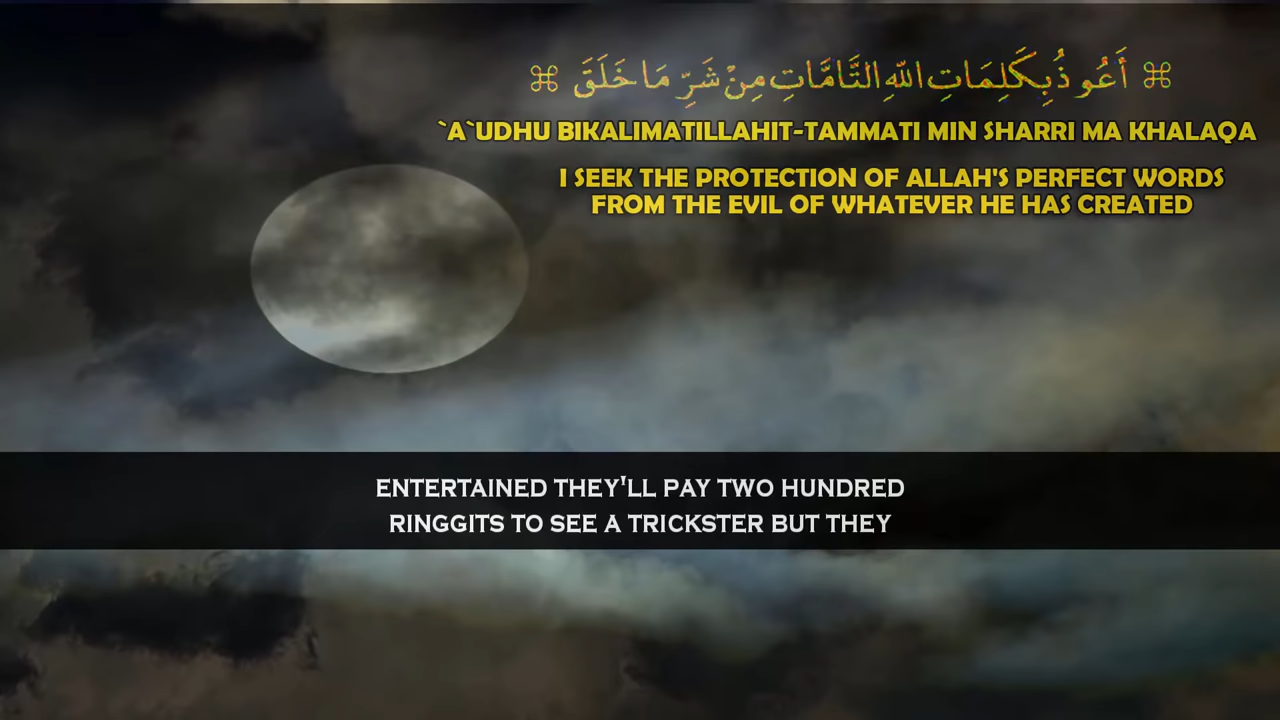 ⌘ أَعُوذُ بِكَلِمَاتِ اللّٰهِ التَّامَّاتِ مِنْ شَرِّ مَا خَلَقَ ⌘
`A`UDHU BIKALIMATILLAHIT-TAMMATI MIN SHARRI MA KHALAQA
I SEEK THE PROTECTION OF ALLAH'S PERFECT WORDS
FROM THE EVIL OF WHATEVER HE HAS CREATED
ENTERTAINED THEY'LL PAY TWO HUNDRED
RINGGITS TO SEE A TRICKSTER BUT THEY